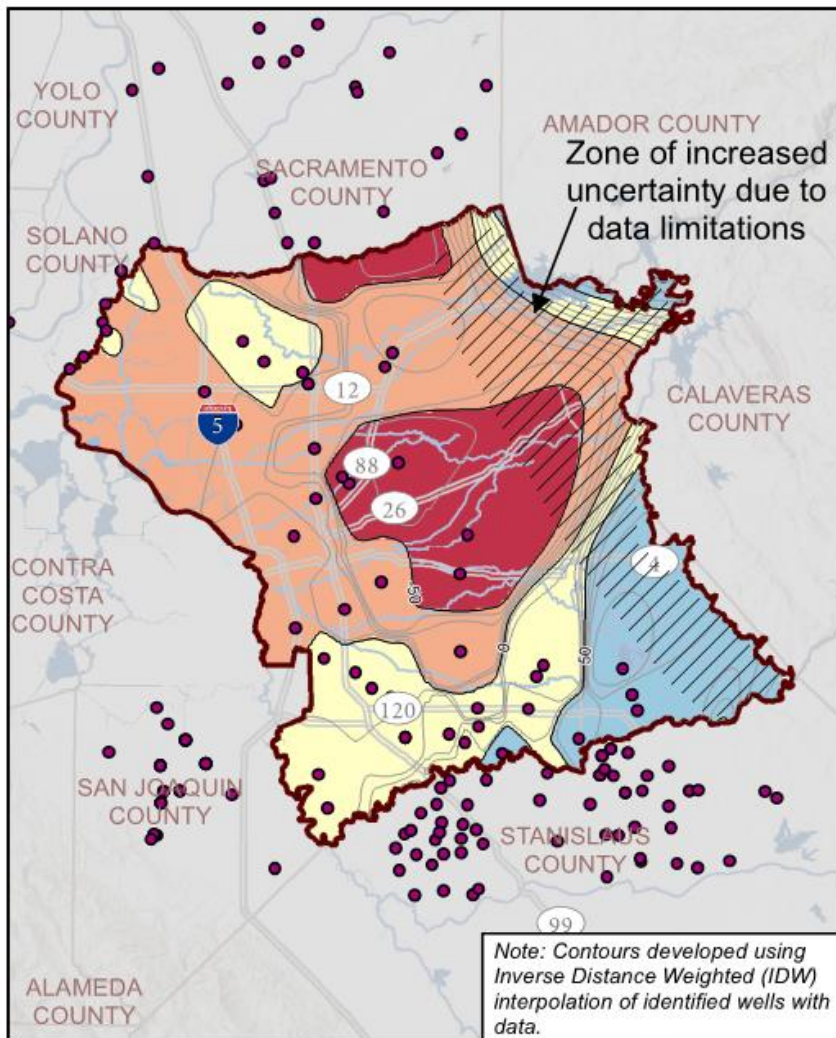 YOLO
COUNTY
AMADOR COUNTY
Zone of increased
uncertainty due to
data limitations
SACRAMENTO
COUNTY
SOLANO
COUNTY
CALAVERAS
COUNTY
12
5
88
26
4
CONTRA
COSTA
COUNTY
-50
0
50
120
SAN JOAQUIN
COUNTY
STANISLAUS
COUNTY
99
ALAMEDA
COUNTY
Note: Contours developed using
Inverse Distance Weighted (IDW)
interpolation of identified wells with
data.